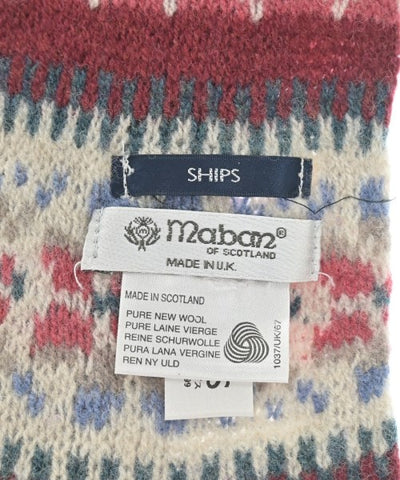 SHIPS
maban®
OF SCOTLAND
MADE IN U.K.
MADE IN SCOTLAND
PURE NEW WOOL
PURE LAINE VIERGE
REINE SCHURWOLLE
PURA LANA VERGINE
REN NY ULD
1037/UK/67